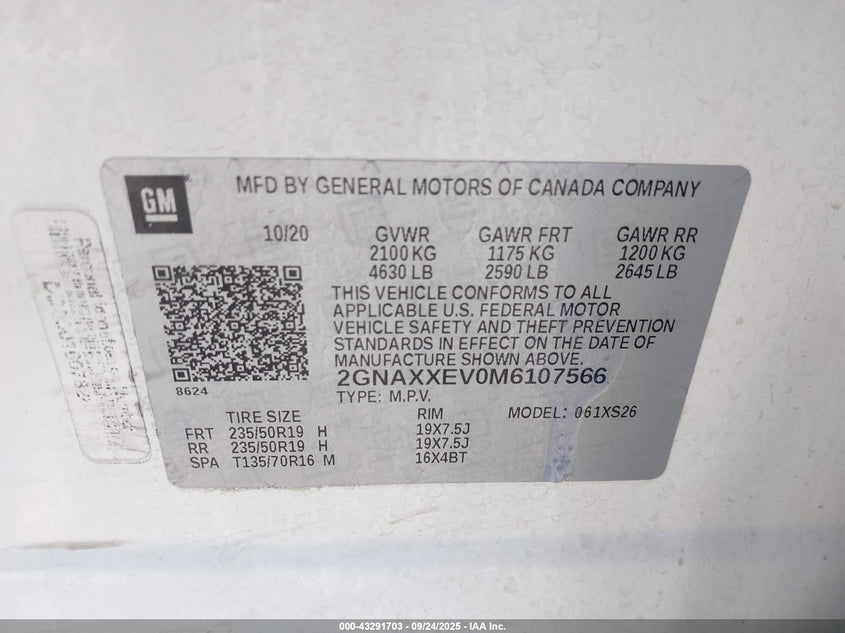 GM
MFD BY GENERAL MOTORS OF CANADA COMPANY
10/20 GVWR GAWR FRT GAWR RR
2100 KG 1175 KG 1200 KG
4630 LB 2590 LB 2645 LB
THIS VEHICLE CONFORMS TO ALL
APPLICABLE U.S. FEDERAL MOTOR
VEHICLE SAFETY AND THEFT PREVENTION
STANDARDS IN EFFECT ON THE DATE OF
MANUFACTURE SHOWN ABOVE.
2GNAXXEV0M6107566
8624
TYPE: M.P.V.
TIRE SIZE RIM MODEL: 061XS26
FRT 235/50R19 H 19X7.5J
RR 235/50R19 H 19X7.5J
SPA T135/70R16 M 16X4BT
000-43291703 - 09/24/2025 - IAA Inc.